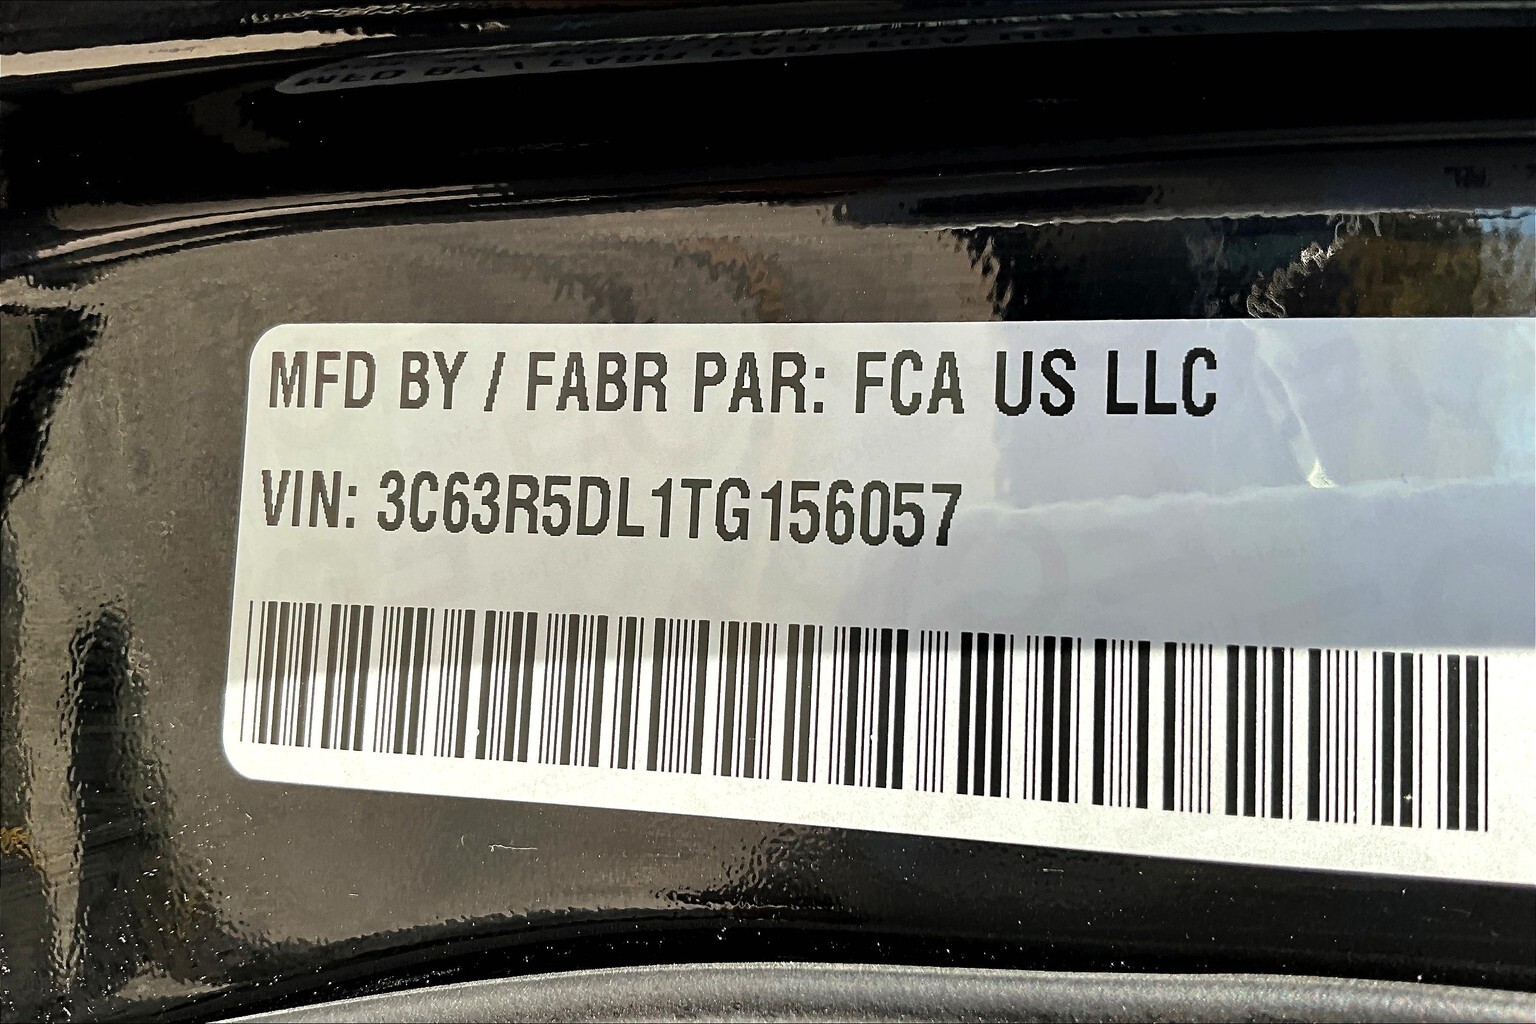 MFD BY / FABR PAR: FCA US LLC
VIN: 3C63R5DL1TG156057